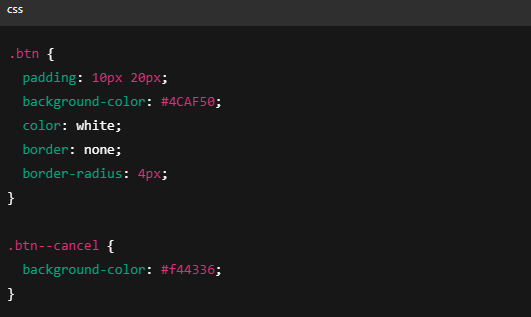 css
.btn {
  padding: 10px 20px;
  background-color: #4CAF50;
  color: white;
  border: none;
  border-radius: 4px;
}

.btn--cancel {
  background-color: #f44336;
}